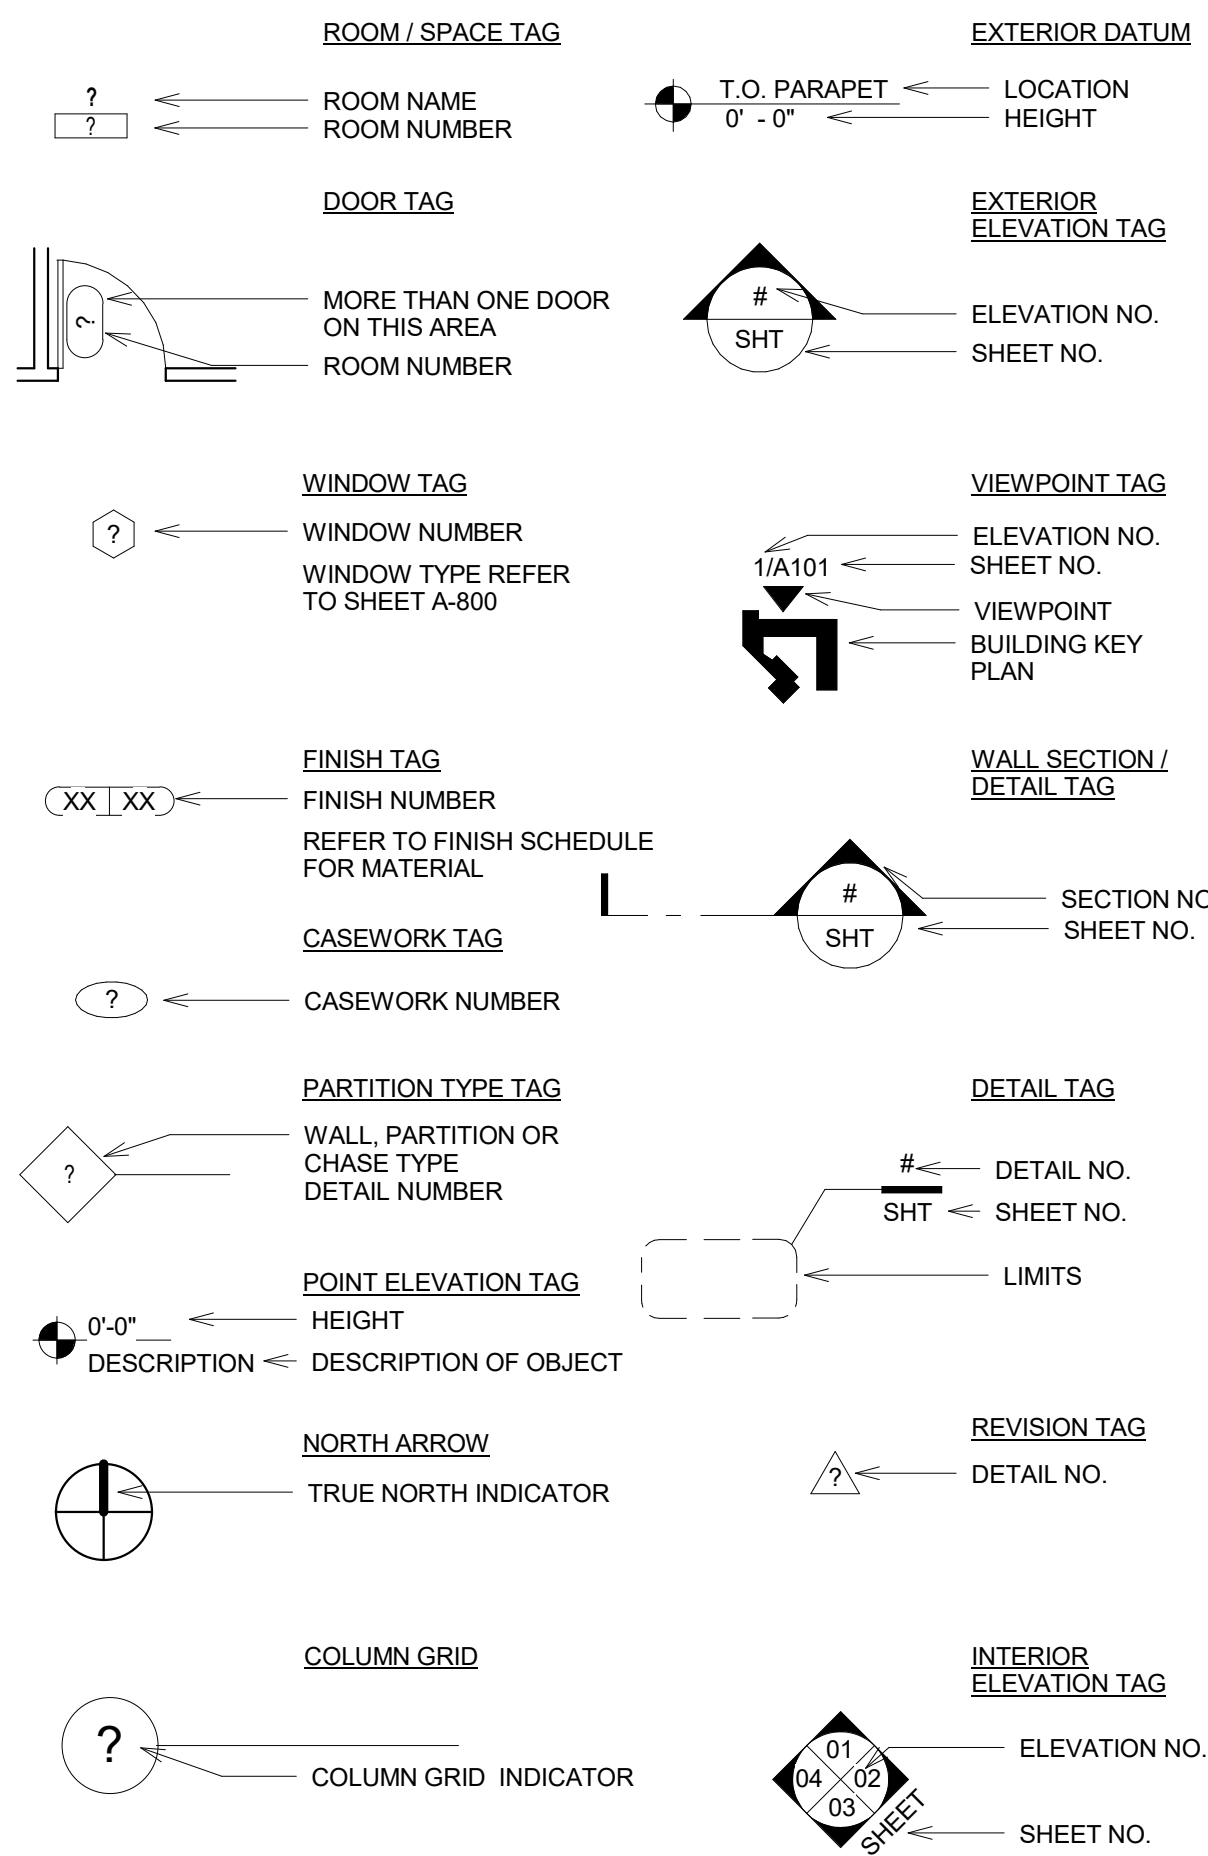 ROOM / SPACE TAG
?
?
ROOM NAME
ROOM NUMBER
DOOR TAG
?
MORE THAN ONE DOOR
ON THIS AREA
ROOM NUMBER
WINDOW TAG
?
WINDOW NUMBER
WINDOW TYPE REFER
TO SHEET A-800
FINISH TAG
XX XX
FINISH NUMBER
REFER TO FINISH SCHEDULE
FOR MATERIAL
CASEWORK TAG
?
CASEWORK NUMBER
PARTITION TYPE TAG
?
WALL, PARTITION OR
CHASE TYPE
DETAIL NUMBER
POINT ELEVATION TAG
0'-0"
HEIGHT
DESCRIPTION
DESCRIPTION OF OBJECT
NORTH ARROW
TRUE NORTH INDICATOR
COLUMN GRID
?
COLUMN GRID INDICATOR
EXTERIOR DATUM
T.O. PARAPET
0' - 0"
LOCATION
HEIGHT
EXTERIOR
ELEVATION TAG
#
SHT
ELEVATION NO.
SHEET NO.
VIEWPOINT TAG
1/A101
ELEVATION NO.
SHEET NO.
VIEWPOINT
BUILDING KEY
PLAN
WALL SECTION /
DETAIL TAG
#
SHT
SECTION NO
SHEET NO.
DETAIL TAG
#
SHT
DETAIL NO.
SHEET NO.
LIMITS
REVISION TAG
?
DETAIL NO.
INTERIOR
ELEVATION TAG
01
04 02
03
SHEET
ELEVATION NO.
SHEET NO.